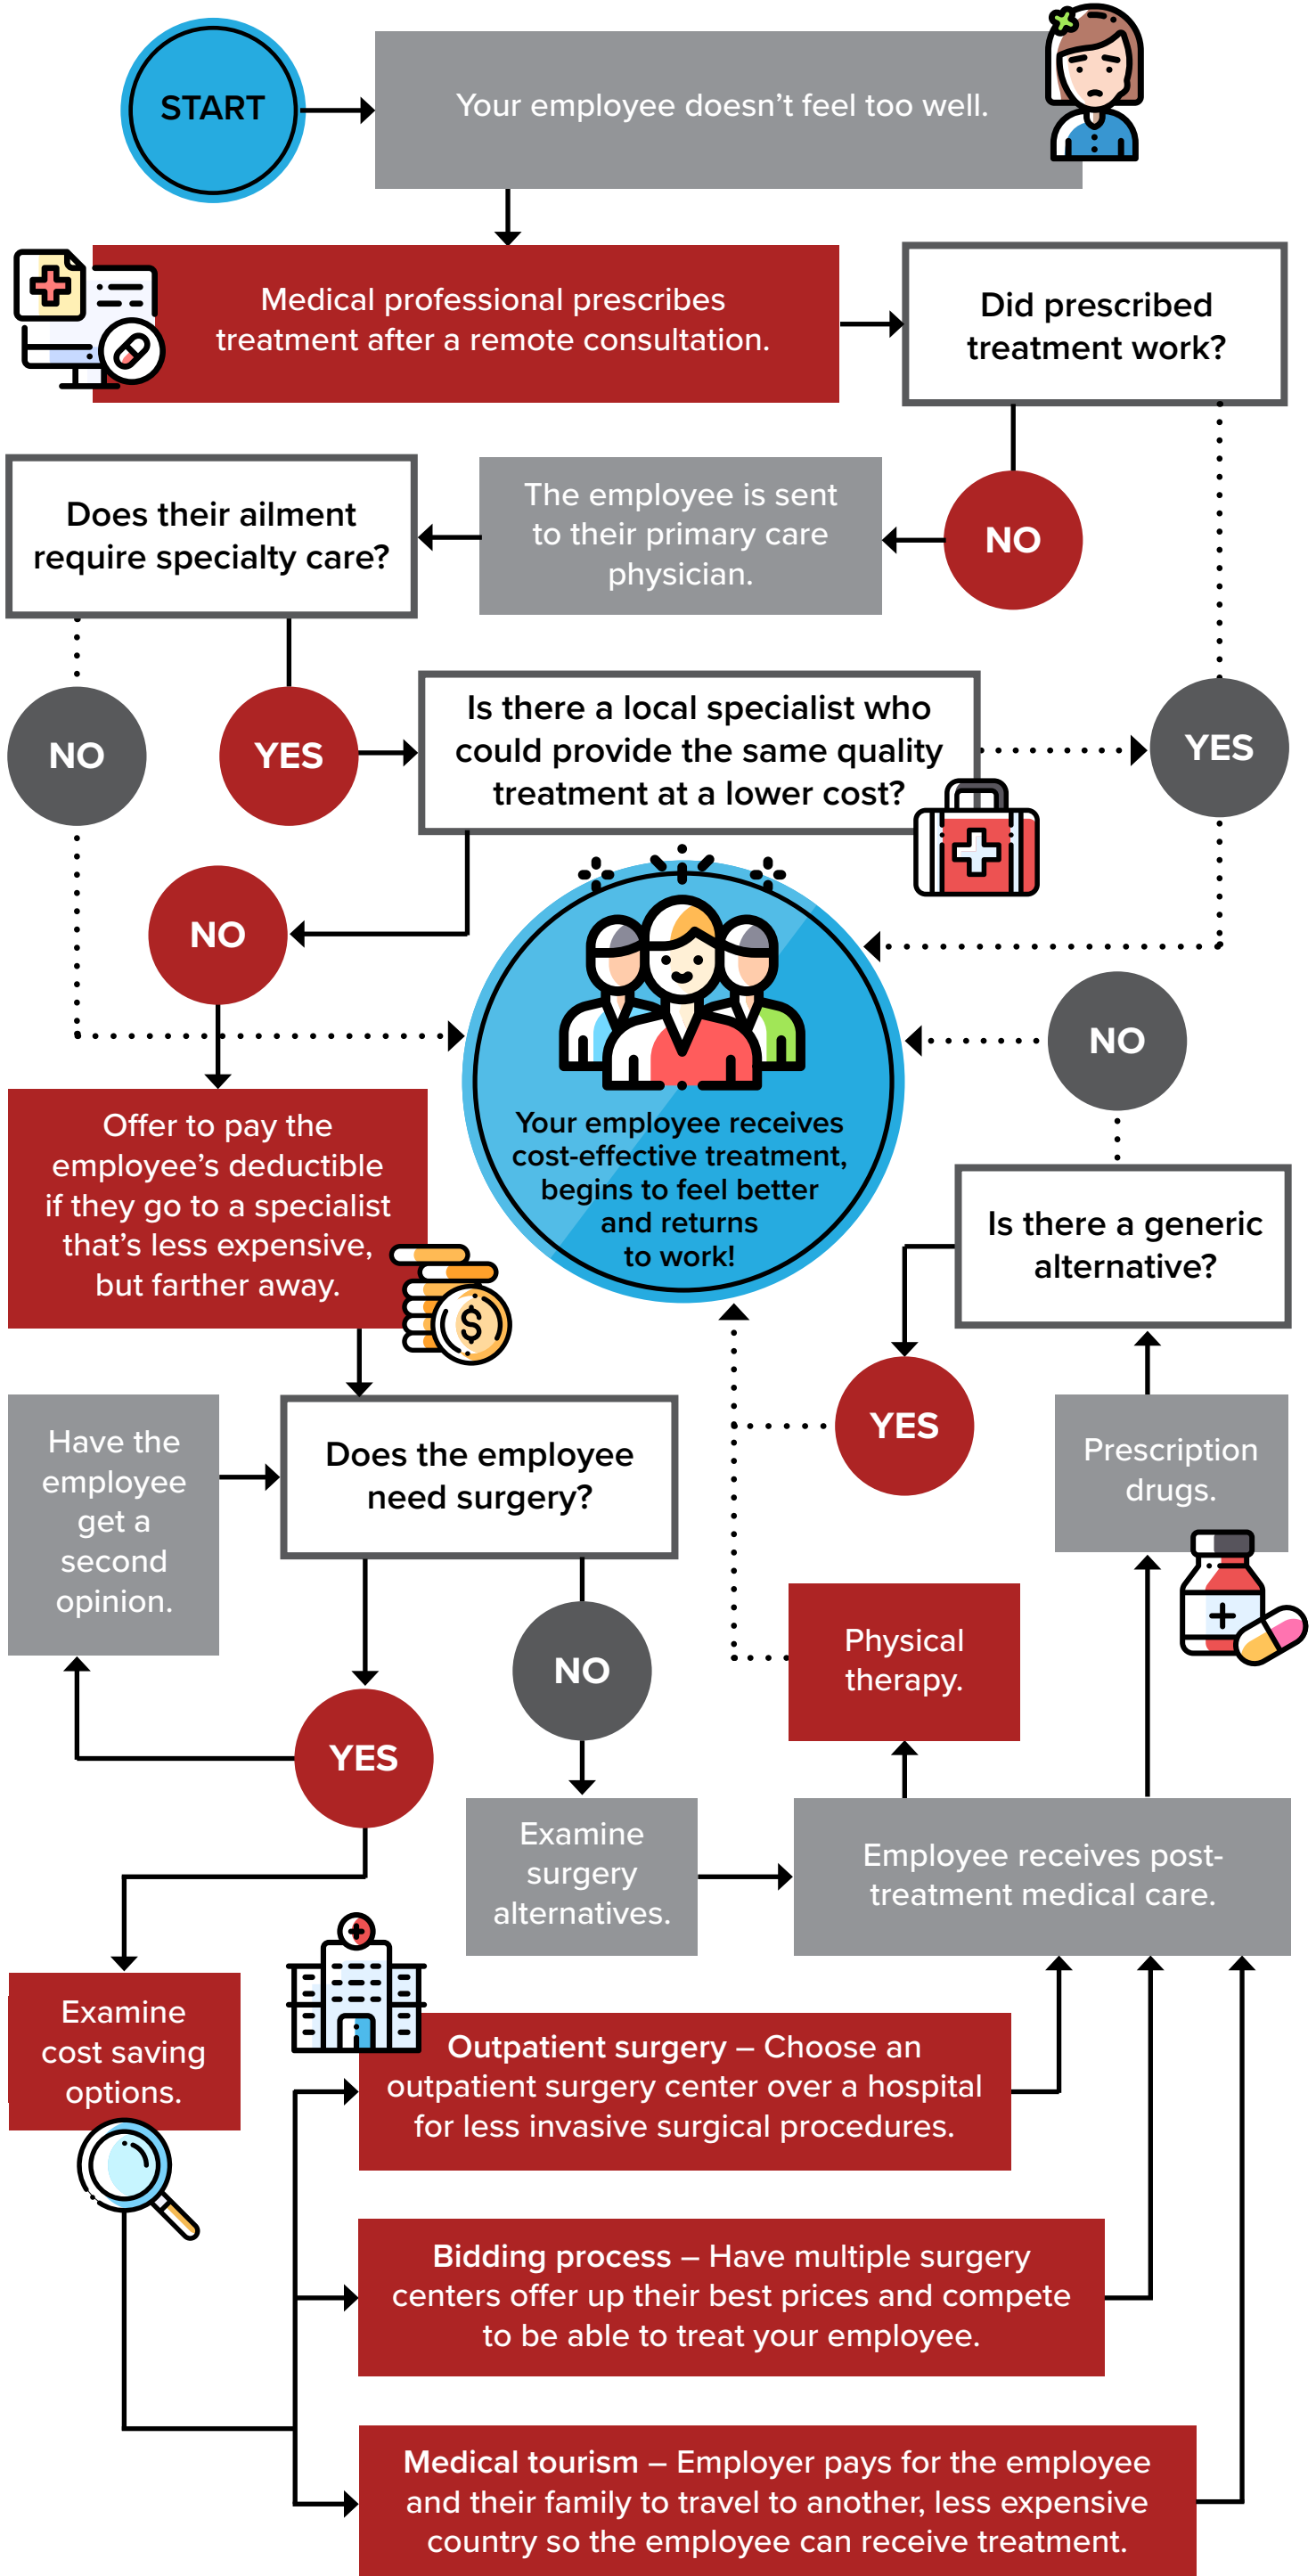 START
Your employee doesn’t feel too well.
Medical professional prescribes
treatment after a remote consultation.
Did prescribed
treatment work?
NO
The employee is sent
to their primary care
physician.
Does their ailment
require specialty care?
NO
YES
Is there a local specialist who
could provide the same quality
treatment at a lower cost?
YES
NO
Your employee receives
cost-effective treatment,
begins to feel better
and returns
to work!
NO
Offer to pay the
employee’s deductible
if they go to a specialist
that’s less expensive,
but farther away.
$
Is there a generic
alternative?
YES
Prescription
drugs.
Have the
employee
get a
second
opinion.
Does the employee
need surgery?
NO
YES
Physical
therapy.
Examine
surgery
alternatives.
Employee receives post-
treatment medical care.
Examine
cost saving
options.
Outpatient surgery – Choose an
outpatient surgery center over a hospital
for less invasive surgical procedures.
Bidding process – Have multiple surgery
centers offer up their best prices and compete
to be able to treat your employee.
Medical tourism – Employer pays for the employee
and their family to travel to another, less expensive
country so the employee can receive treatment.